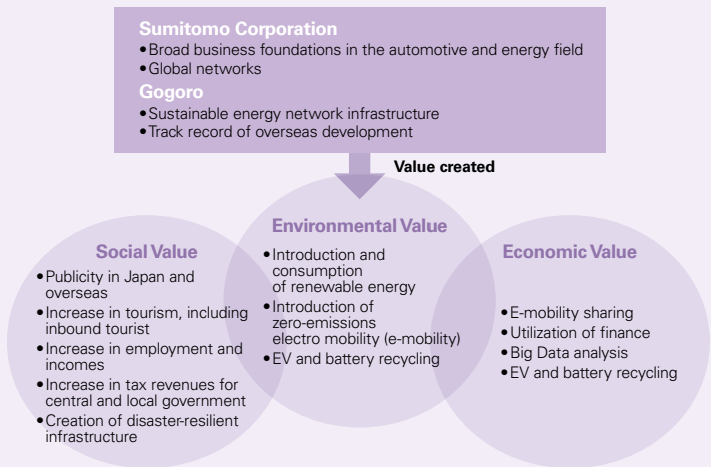 Sumitomo Corporation
•Broad business foundations in the automotive and energy field
•Global networks
Gogoro
•Sustainable energy network infrastructure
•Track record of overseas development
Value created
Social Value
•Publicity in Japan and
overseas
•Increase in tourism, including
inbound tourist
•Increase in employment and
incomes
•Increase in tax revenues for
central and local government
•Creation of disaster-resilient
infrastructure
Environmental Value
•Introduction and
consumption
of renewable energy
•Introduction of
zero-emissions
electro mobility (e-mobility)
•EV and battery recycling
Economic Value
•E-mobility sharing
•Utilization of finance
•Big Data analysis
•EV and battery recycling